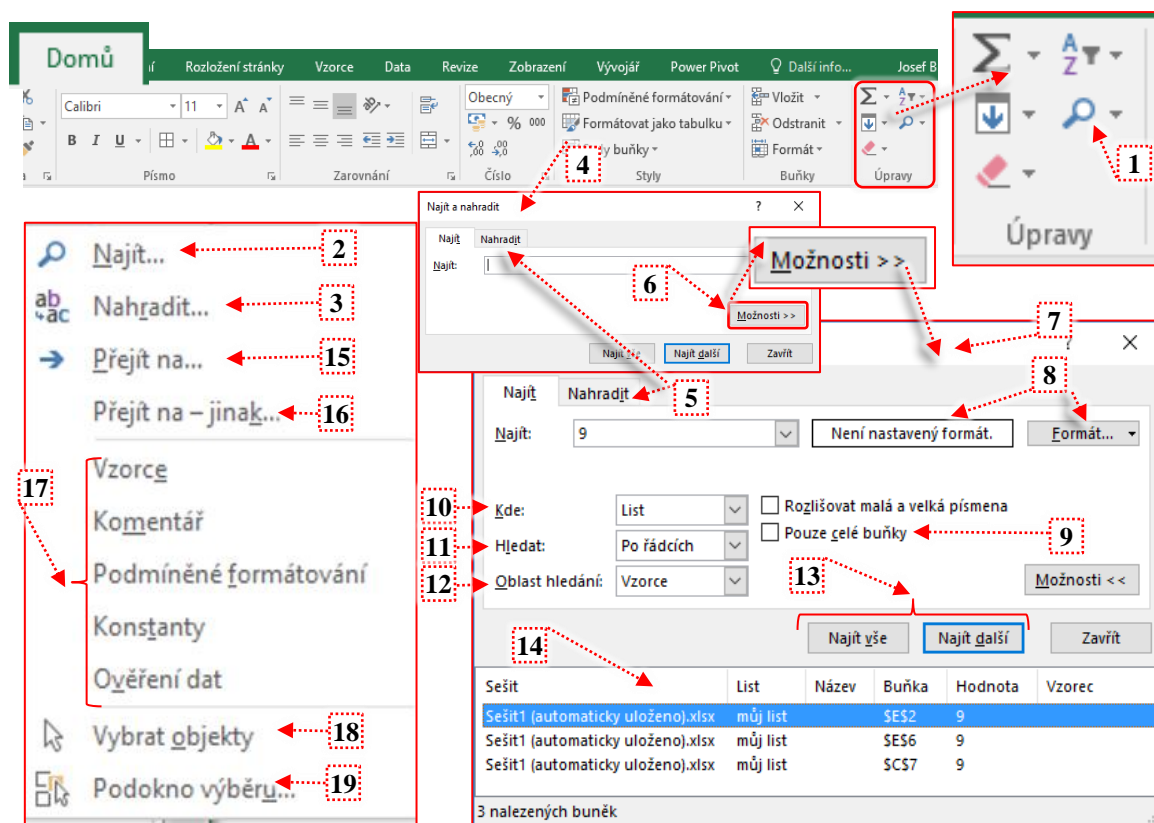 Domů
Rozložení stránky Vzorce Data Revize Zobrazení Vývojář Power Pivot Další info... Josef B
Calibri 11 A A
B I U A
Písmo
Zarovnání
Obecný
% 000
Číslo
Podmíněné formátování
Formátovat jako tabulku
buňky
Styly
Vložit
Odstranit
Formát
Buňky
Σ
AZ
Úpravy
Σ
A
Z
1
Úpravy
4
Najít a nahradit ? ×
Najít Nahradit
Najít:
6
Možnosti >>
Najít další Zavřít
Možnosti >>
5
2
Najít...
ab
ac Nahradit... 3
Přejít na... 15
Přejít na – jinak... 16
17
Vzorce
Komentář
Podmíněné formátování
Konstanty
Ověření dat
Vybrat objekty 18
Podokno výběru... 19
7
? ×
8
Najít Nahradit
Najít: 9 Není nastavený formát. Formát...
10 Kde: List Rozlišovat malá a velká písmena
11 Hledat: Po řádcích Pouze celé buňky 9
12 Oblast hledání: Vzorce 13 Možnosti <<
Najít vše Najít další Zavřít
14
Sešit List Název Buňka Hodnota Vzorec
Sešit1 (automaticky uloženo).xlsx můj list $E$2 9
Sešit1 (automaticky uloženo).xlsx můj list $E$6 9
Sešit1 (automaticky uloženo).xlsx můj list $C$7 9
3 nalezených buněk